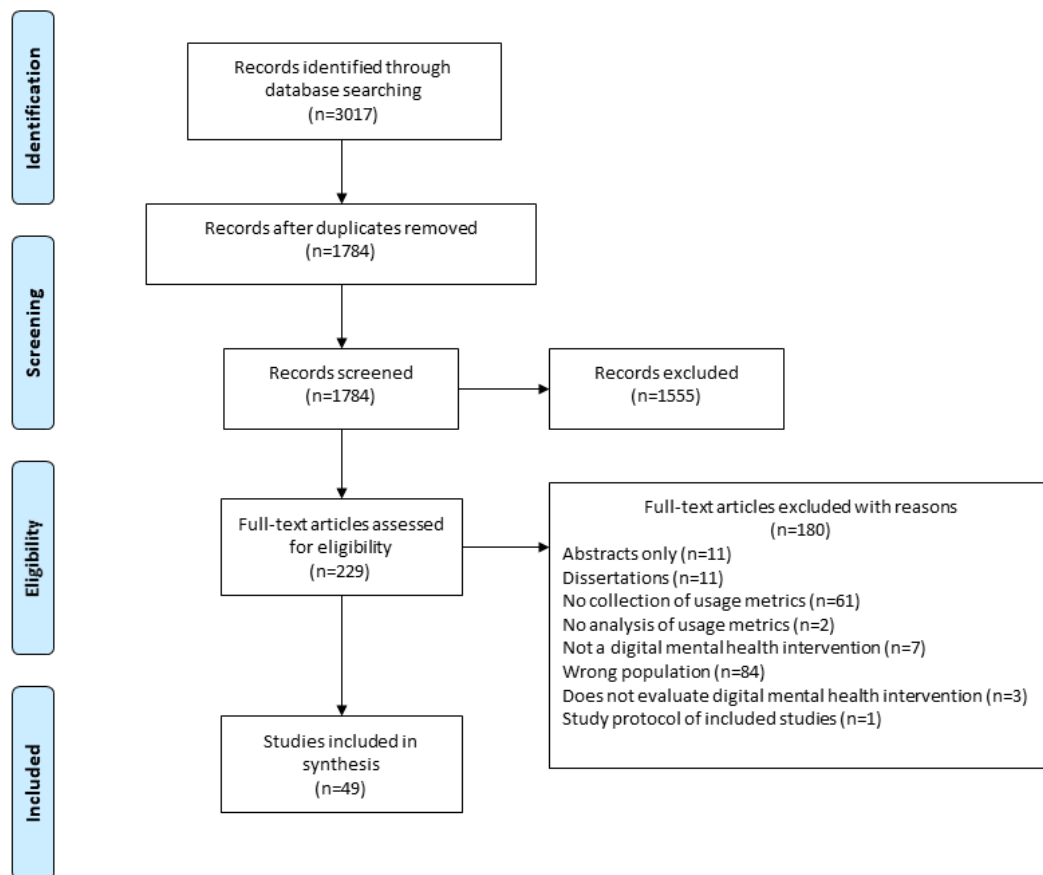 Identification
Records identified through
database searching
(n=3017)
Records after duplicates removed
(n=1784)
Screening
Records screened
(n=1784)
Records excluded
(n=1555)
Eligibility
Full-text articles assessed
for eligibility
(n=229)
Full-text articles excluded with reasons
(n=180)
Abstracts only (n=11)
Dissertations (n=11)
No collection of usage metrics (n=61)
No analysis of usage metrics (n=2)
Not a digital mental health intervention (n=7)
Wrong population (n=84)
Does not evaluate digital mental health intervention (n=3)
Study protocol of included studies (n=1)
Included
Studies included in
synthesis
(n=49)